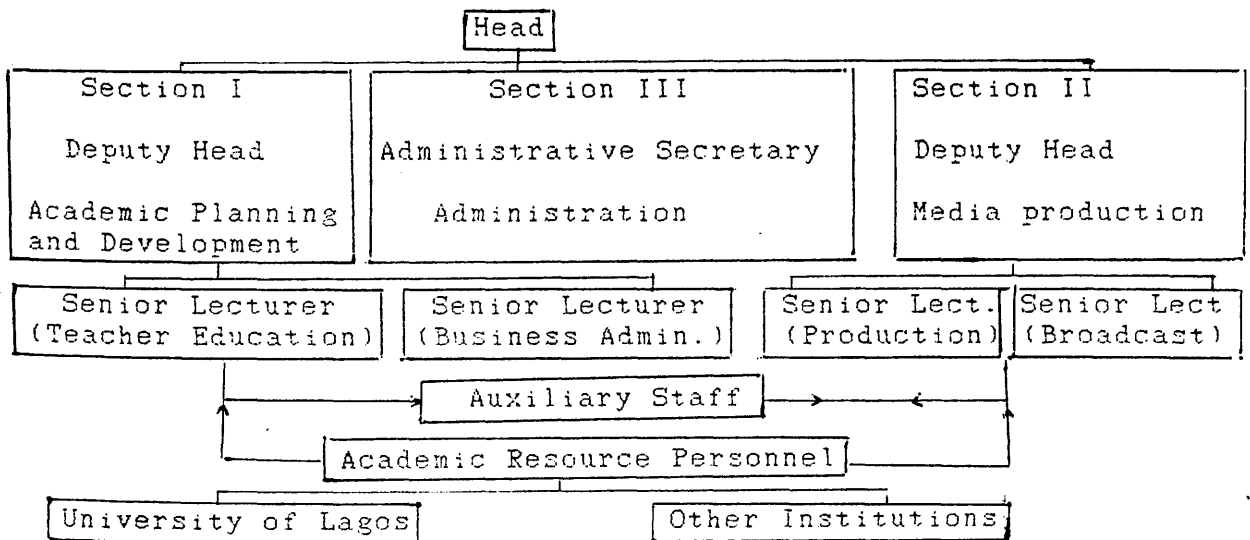 Head
Section I
Deputy Head
Academic Planning
and Development
Section III
Administrative Secretary
Administration
Section II
Deputy Head
Media production
Senior Lecturer
(Teacher Education)
Senior Lecturer
(Business Admin.)
Senior Lect.
(Production)
Senior Lect
(Broadcast)
Auxiliary Staff
Academic Resource Personnel
University of Lagos
Other Institutions